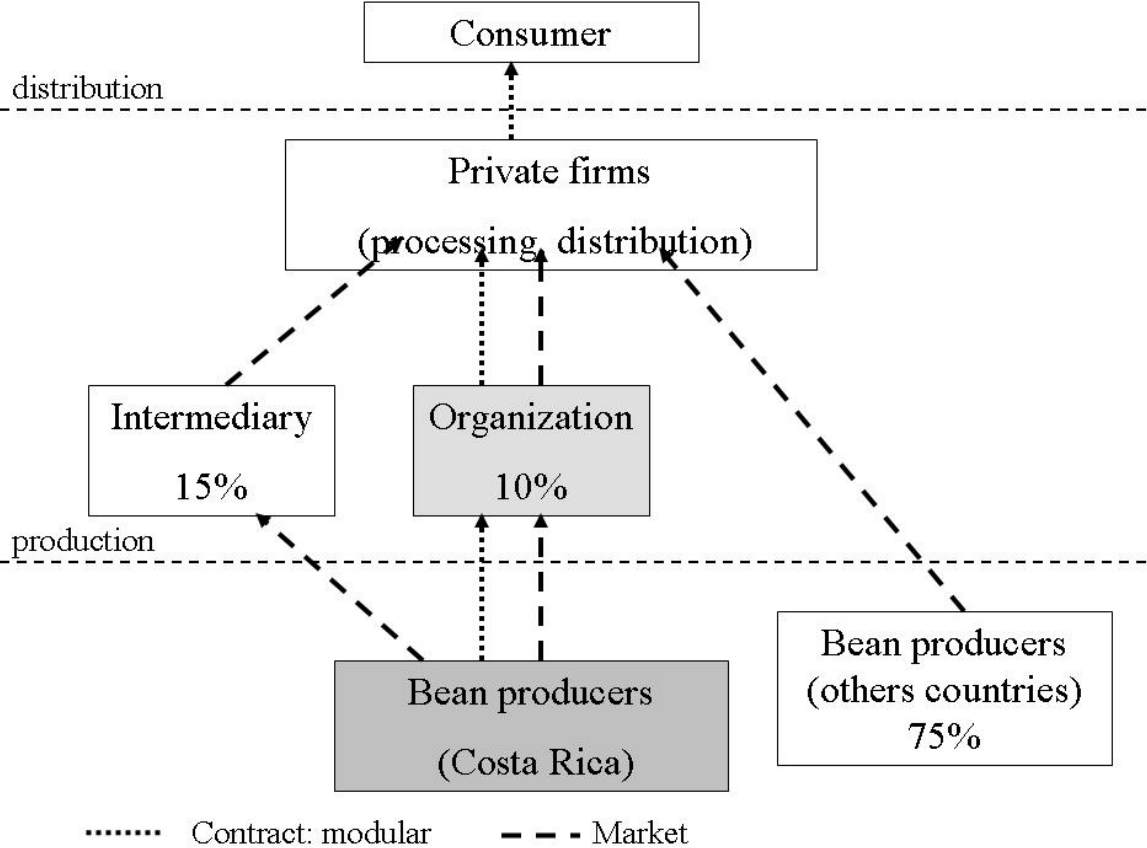 Consumer
distribution
Private firms
(processing, distribution)
Intermediary
15%
Organization
10%
production
Bean producers
(Costa Rica)
Bean producers
(others countries)
75%
Contract: modular
Market